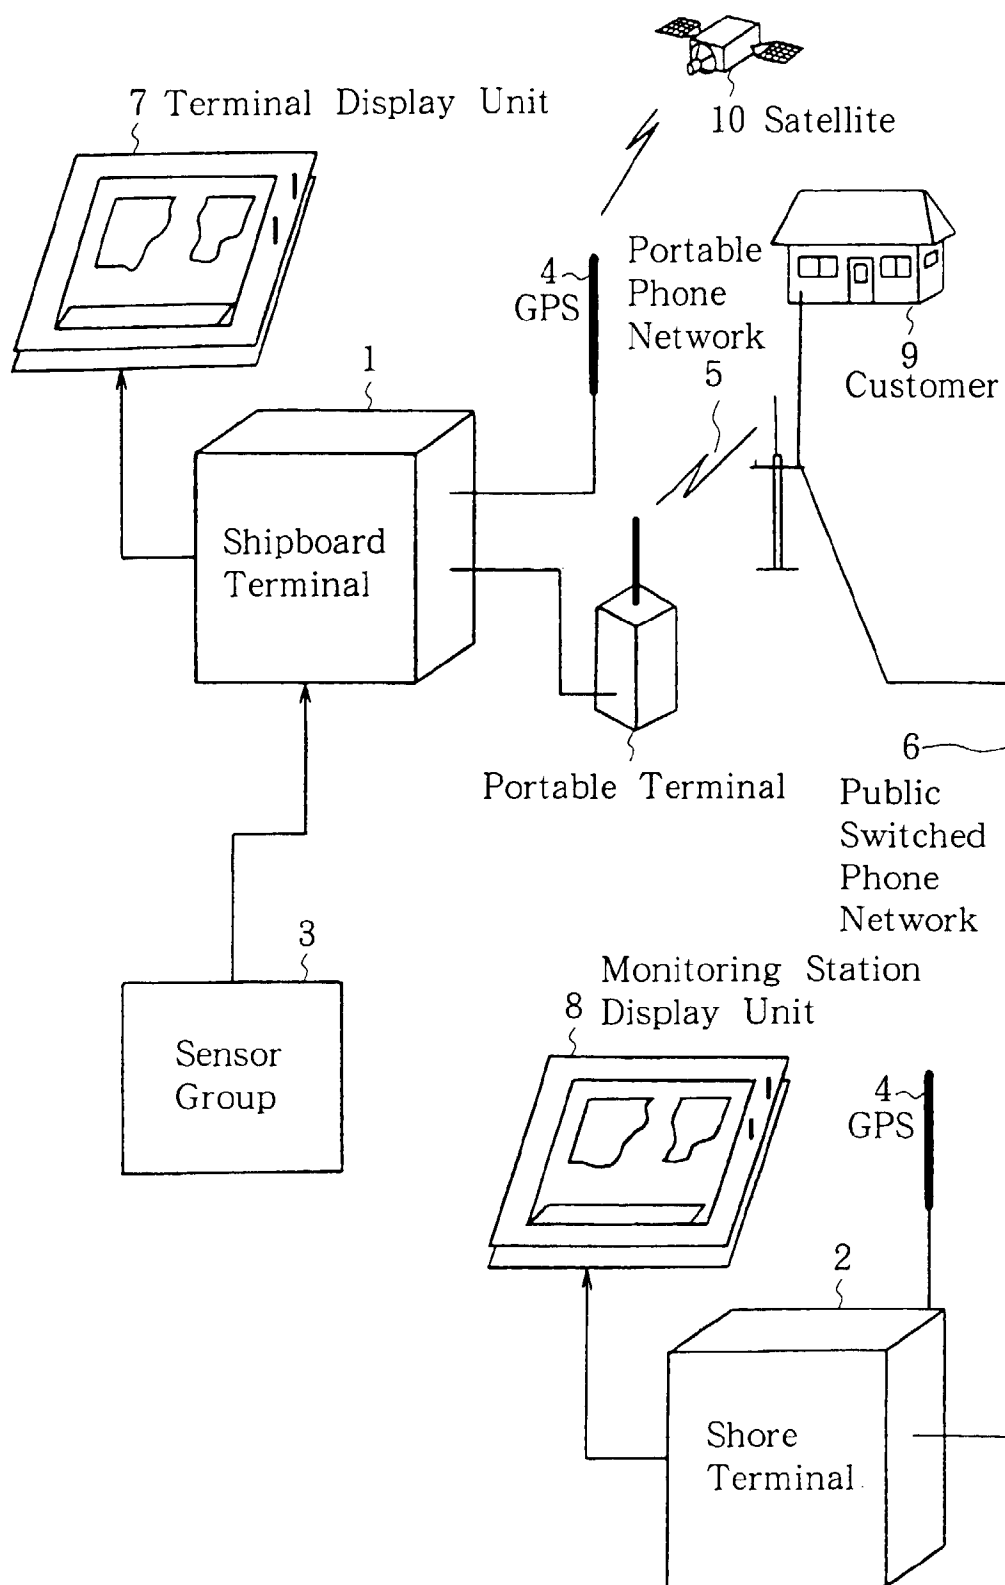 10 Satellite
7 Terminal Display Unit
4
GPS
Portable
Phone
Network
5
9
Customer
1
Shipboard
Terminal
Portable Terminal
6
Public
Switched
Phone
Network
3
Sensor
Group
Monitoring Station
8 Display Unit
4
GPS
2
Shore
Terminal